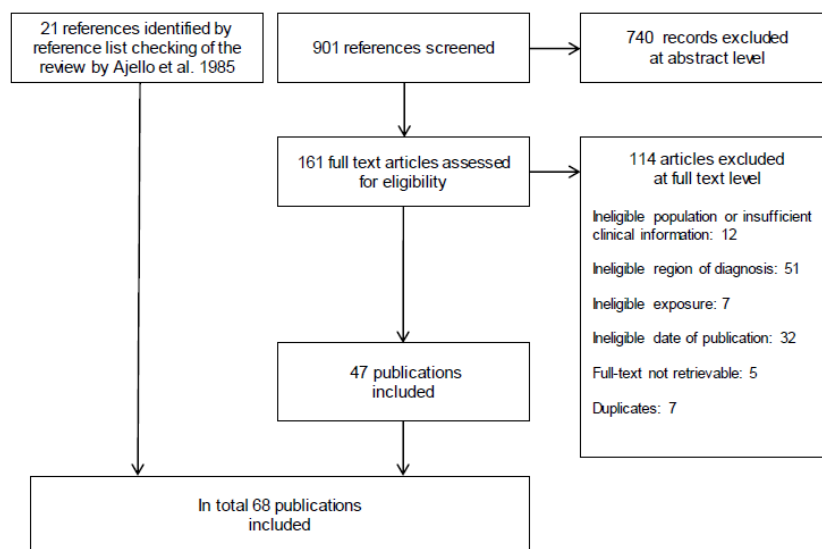 21 references identified by
reference list checking of the
review by Ajello et al. 1985
901 references screened
740 records excluded
at abstract level
161 full text articles assessed
for eligibility
114 articles excluded
at full text level
Ineligible population or insufficient
clinical information: 12
Ineligible region of diagnosis: 51
Ineligible exposure: 7
Ineligible date of publication: 32
Full-text not retrievable: 5
Duplicates: 7
47 publications
included
In total 68 publications
included